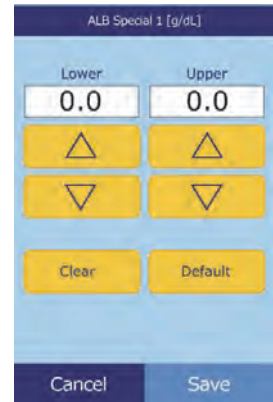 ALB Special 1 [g/dL]
Lower Upper
0.0 0.0
Clear Default
Cancel Save